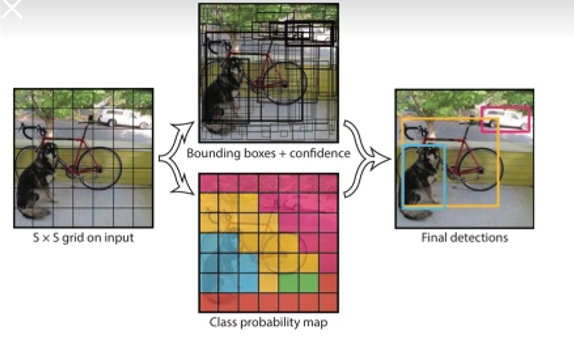 Bounding boxes + confidence
S × S grid on input
Final detections
Class probability map